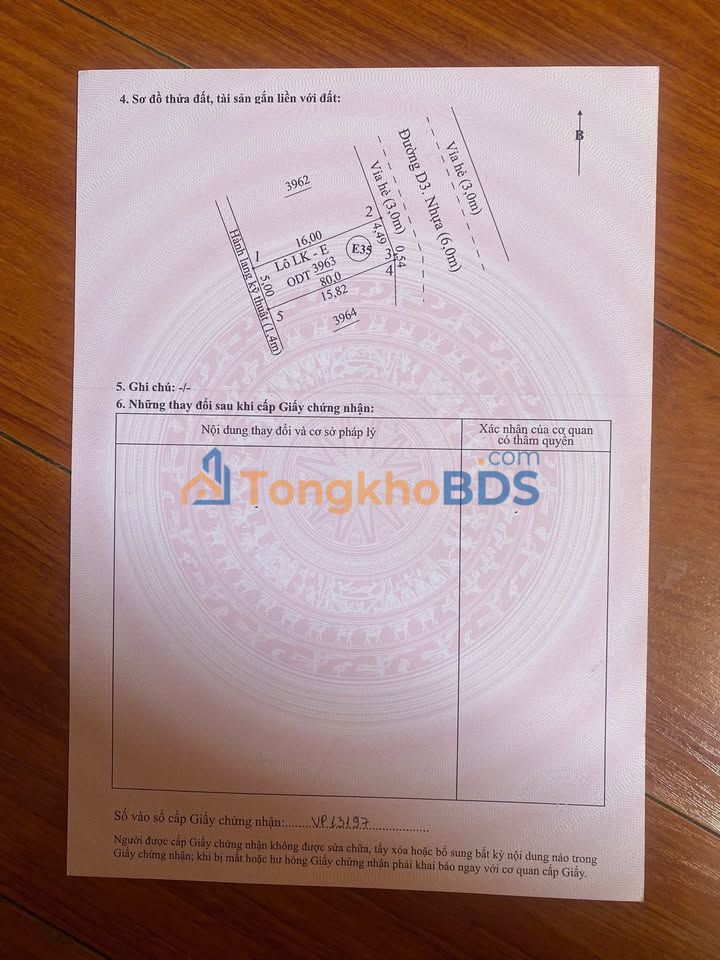 4. Sơ đồ thửa đất, tài sản gắn liền với đất:
B
3962
Vỉa hè (3,0m)
Đường D3. Nhựa (6,0m)
Vỉa hè (3,0m)
Hành lang kỹ thuật (1,4m)
1
16,00
2
4,49
0,54
Lô LK - E
E35
ODT 3963
80,0
3
4
5,00
15,82
5
3964
5. Ghi chú: -/-
6. Những thay đổi sau khi cấp Giấy chứng nhận:
Nội dung thay đổi và cơ sở pháp lý
Xác nhận của cơ quan
có thẩm quyền
TongkhoBDS.com
Số vào sổ cấp Giấy chứng nhận:......VP13197..................
Người được cấp Giấy chứng nhận không được sửa chữa, tẩy xóa hoặc bổ sung bất kỳ nội dung nào trong
Giấy chứng nhận; khi bị mất hoặc hư hỏng Giấy chứng nhận phải khai báo ngay với cơ quan cấp Giấy.